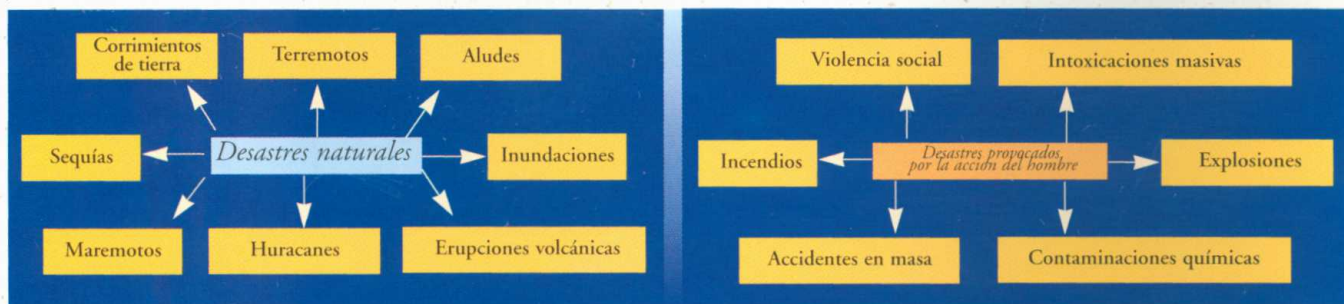 Corrimientos
de tierra
Terremotos
Aludes
Sequías
Desastres naturales
Inundaciones
Maremotos
Huracanes
Erupciones volcánicas
Violencia social
Intoxicaciones masivas
Incendios
Desastres provocados,
por la acción del hombre
Explosiones
Accidentes en masa
Contaminaciones químicas